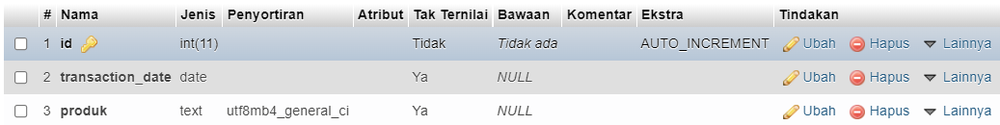 # Nama Jenis Penyortiran Atribut Tak Ternilai Bawaan Komentar Ekstra Tindakan
1 id int(11) Tidak Tidak ada AUTO_INCREMENT Ubah Hapus Lainnya
2 transaction_date date Ya NULL Ubah Hapus Lainnya
3 produk text utf8mb4_general_ci Ya NULL Ubah Hapus Lainnya